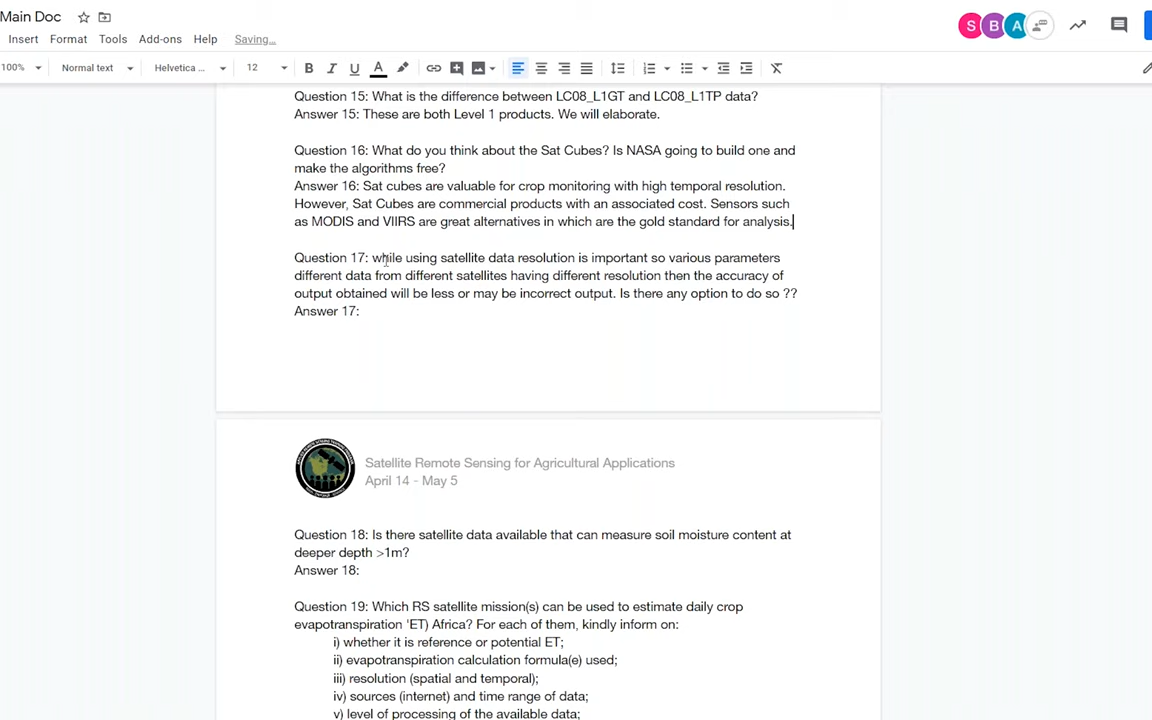 Main Doc
S B A
Insert Format Tools Add-ons Help Saving...
100% Normal text Helvetica ... 12 B I U A
Question 15: What is the difference between LC08_L1GT and LC08_L1TP data?
Answer 15: These are both Level 1 products. We will elaborate.
Question 16: What do you think about the Sat Cubes? Is NASA going to build one and
make the algorithms free?
Answer 16: Sat cubes are valuable for crop monitoring with high temporal resolution.
However, Sat Cubes are commercial products with an associated cost. Sensors such
as MODIS and VIIRS are great alternatives in which are the gold standard for analysis.
Question 17: while using satellite data resolution is important so various parameters
different data from different satellites having different resolution then the accuracy of
output obtained will be less or may be incorrect output. Is there any option to do so ??
Answer 17:
Satellite Remote Sensing for Agricultural Applications
April 14 - May 5
Question 18: Is there satellite data available that can measure soil moisture content at
deeper depth >1m?
Answer 18:
Question 19: Which RS satellite mission(s) can be used to estimate daily crop
evapotranspiration 'ET) Africa? For each of them, kindly inform on:
i) whether it is reference or potential ET;
ii) evapotranspiration calculation formula(e) used;
iii) resolution (spatial and temporal);
iv) sources (internet) and time range of data;
v) level of processing of the available data;